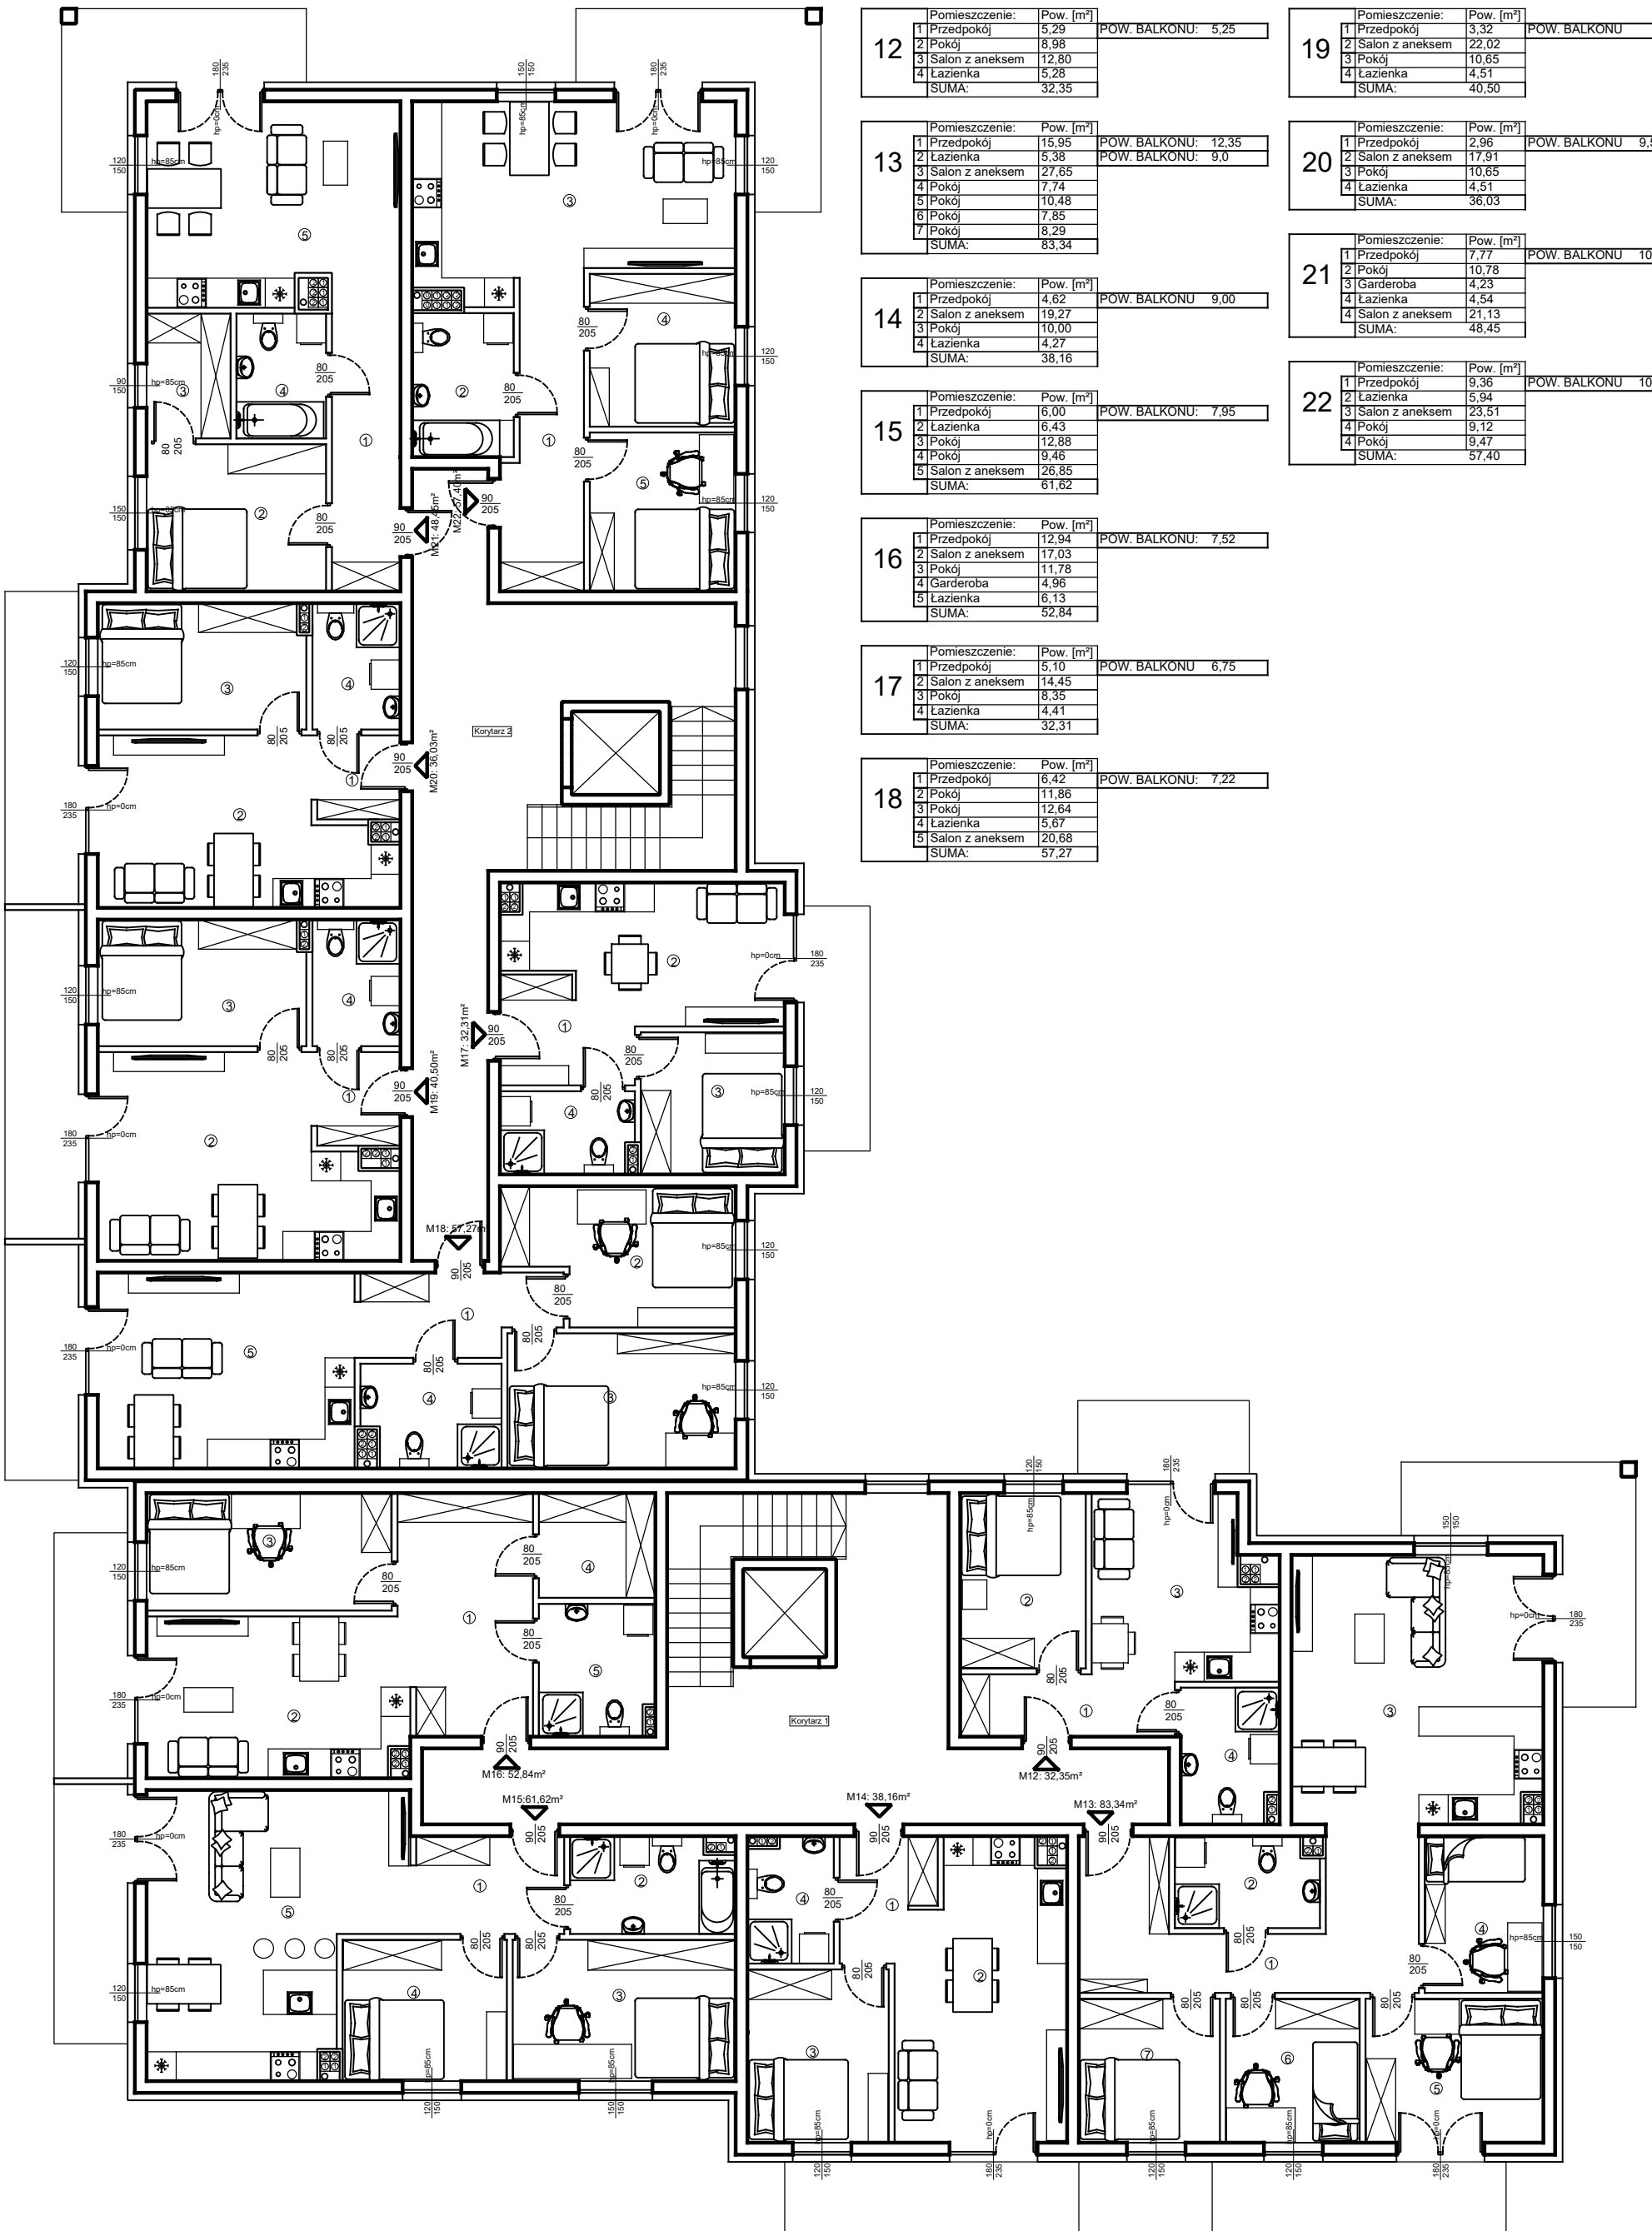 12
Pomieszczenie: Pow. [m²]
1 Przedpokój 5,29 POW. BALKONU: 5,25
2 Pokój 8,98
3 Salon z aneksem 12,80
4 Łazienka 5,28
SUMA: 32,35
13
Pomieszczenie: Pow. [m²]
1 Przedpokój 15,95 POW. BALKONU: 12,35
2 Łazienka 5,38 POW. BALKONU: 9,0
3 Salon z aneksem 27,65
4 Pokój 7,74
5 Pokój 10,48
6 Pokój 7,85
7 Pokój 8,29
SUMA: 83,34
14
Pomieszczenie: Pow. [m²]
1 Przedpokój 4,62 POW. BALKONU 9,00
2 Salon z aneksem 19,27
3 Pokój 10,00
4 Łazienka 4,27
SUMA: 38,16
15
Pomieszczenie: Pow. [m²]
1 Przedpokój 6,00 POW. BALKONU: 7,95
2 Łazienka 6,43
3 Pokój 12,88
4 Pokój 9,46
5 Salon z aneksem 26,85
SUMA: 61,62
16
Pomieszczenie: Pow. [m²]
1 Przedpokój 12,94 POW. BALKONU: 7,52
2 Salon z aneksem 17,03
3 Pokój 11,78
4 Garderoba 4,96
5 Łazienka 6,13
SUMA: 52,84
17
Pomieszczenie: Pow. [m²]
1 Przedpokój 5,10 POW. BALKONU 6,75
2 Salon z aneksem 14,45
3 Pokój 8,35
4 Łazienka 4,41
SUMA: 32,31
18
Pomieszczenie: Pow. [m²]
1 Przedpokój 6,42 POW. BALKONU: 7,22
2 Pokój 11,86
3 Pokój 12,64
4 Łazienka 5,67
5 Salon z aneksem 20,68
SUMA: 57,27
19
Pomieszczenie: Pow. [m²]
1 Przedpokój 3,32 POW. BALKONU
2 Salon z aneksem 22,02
3 Pokój 10,65
4 Łazienka 4,51
SUMA: 40,50
20
Pomieszczenie: Pow. [m²]
1 Przedpokój 2,96 POW. BALKONU
2 Salon z aneksem 17,91
3 Pokój 10,65
4 Łazienka 4,51
SUMA: 36,03
21
Pomieszczenie: Pow. [m²]
1 Przedpokój 7,77 POW. BALKONU 10
2 Pokój 10,78
3 Garderoba 4,23
4 Łazienka 4,54
4 Salon z aneksem 21,13
SUMA: 48,45
22
Pomieszczenie: Pow. [m²]
1 Przedpokój 9,36 POW. BALKONU 10
2 Łazienka 5,94
3 Salon z aneksem 23,51
4 Pokój 9,12
4 Pokój 9,47
SUMA: 57,40
M21: 48,45m²
M22: 57,40m²
M20: 36,03m²
Korytarz 2
M17: 32,31m²
M19: 40,50m²
M18: 57,27m²
Korytarz 1
M16: 52,84m²
M12: 32,35m²
M15:61,62m²
M14: 38,16m²
M13: 83,34m²